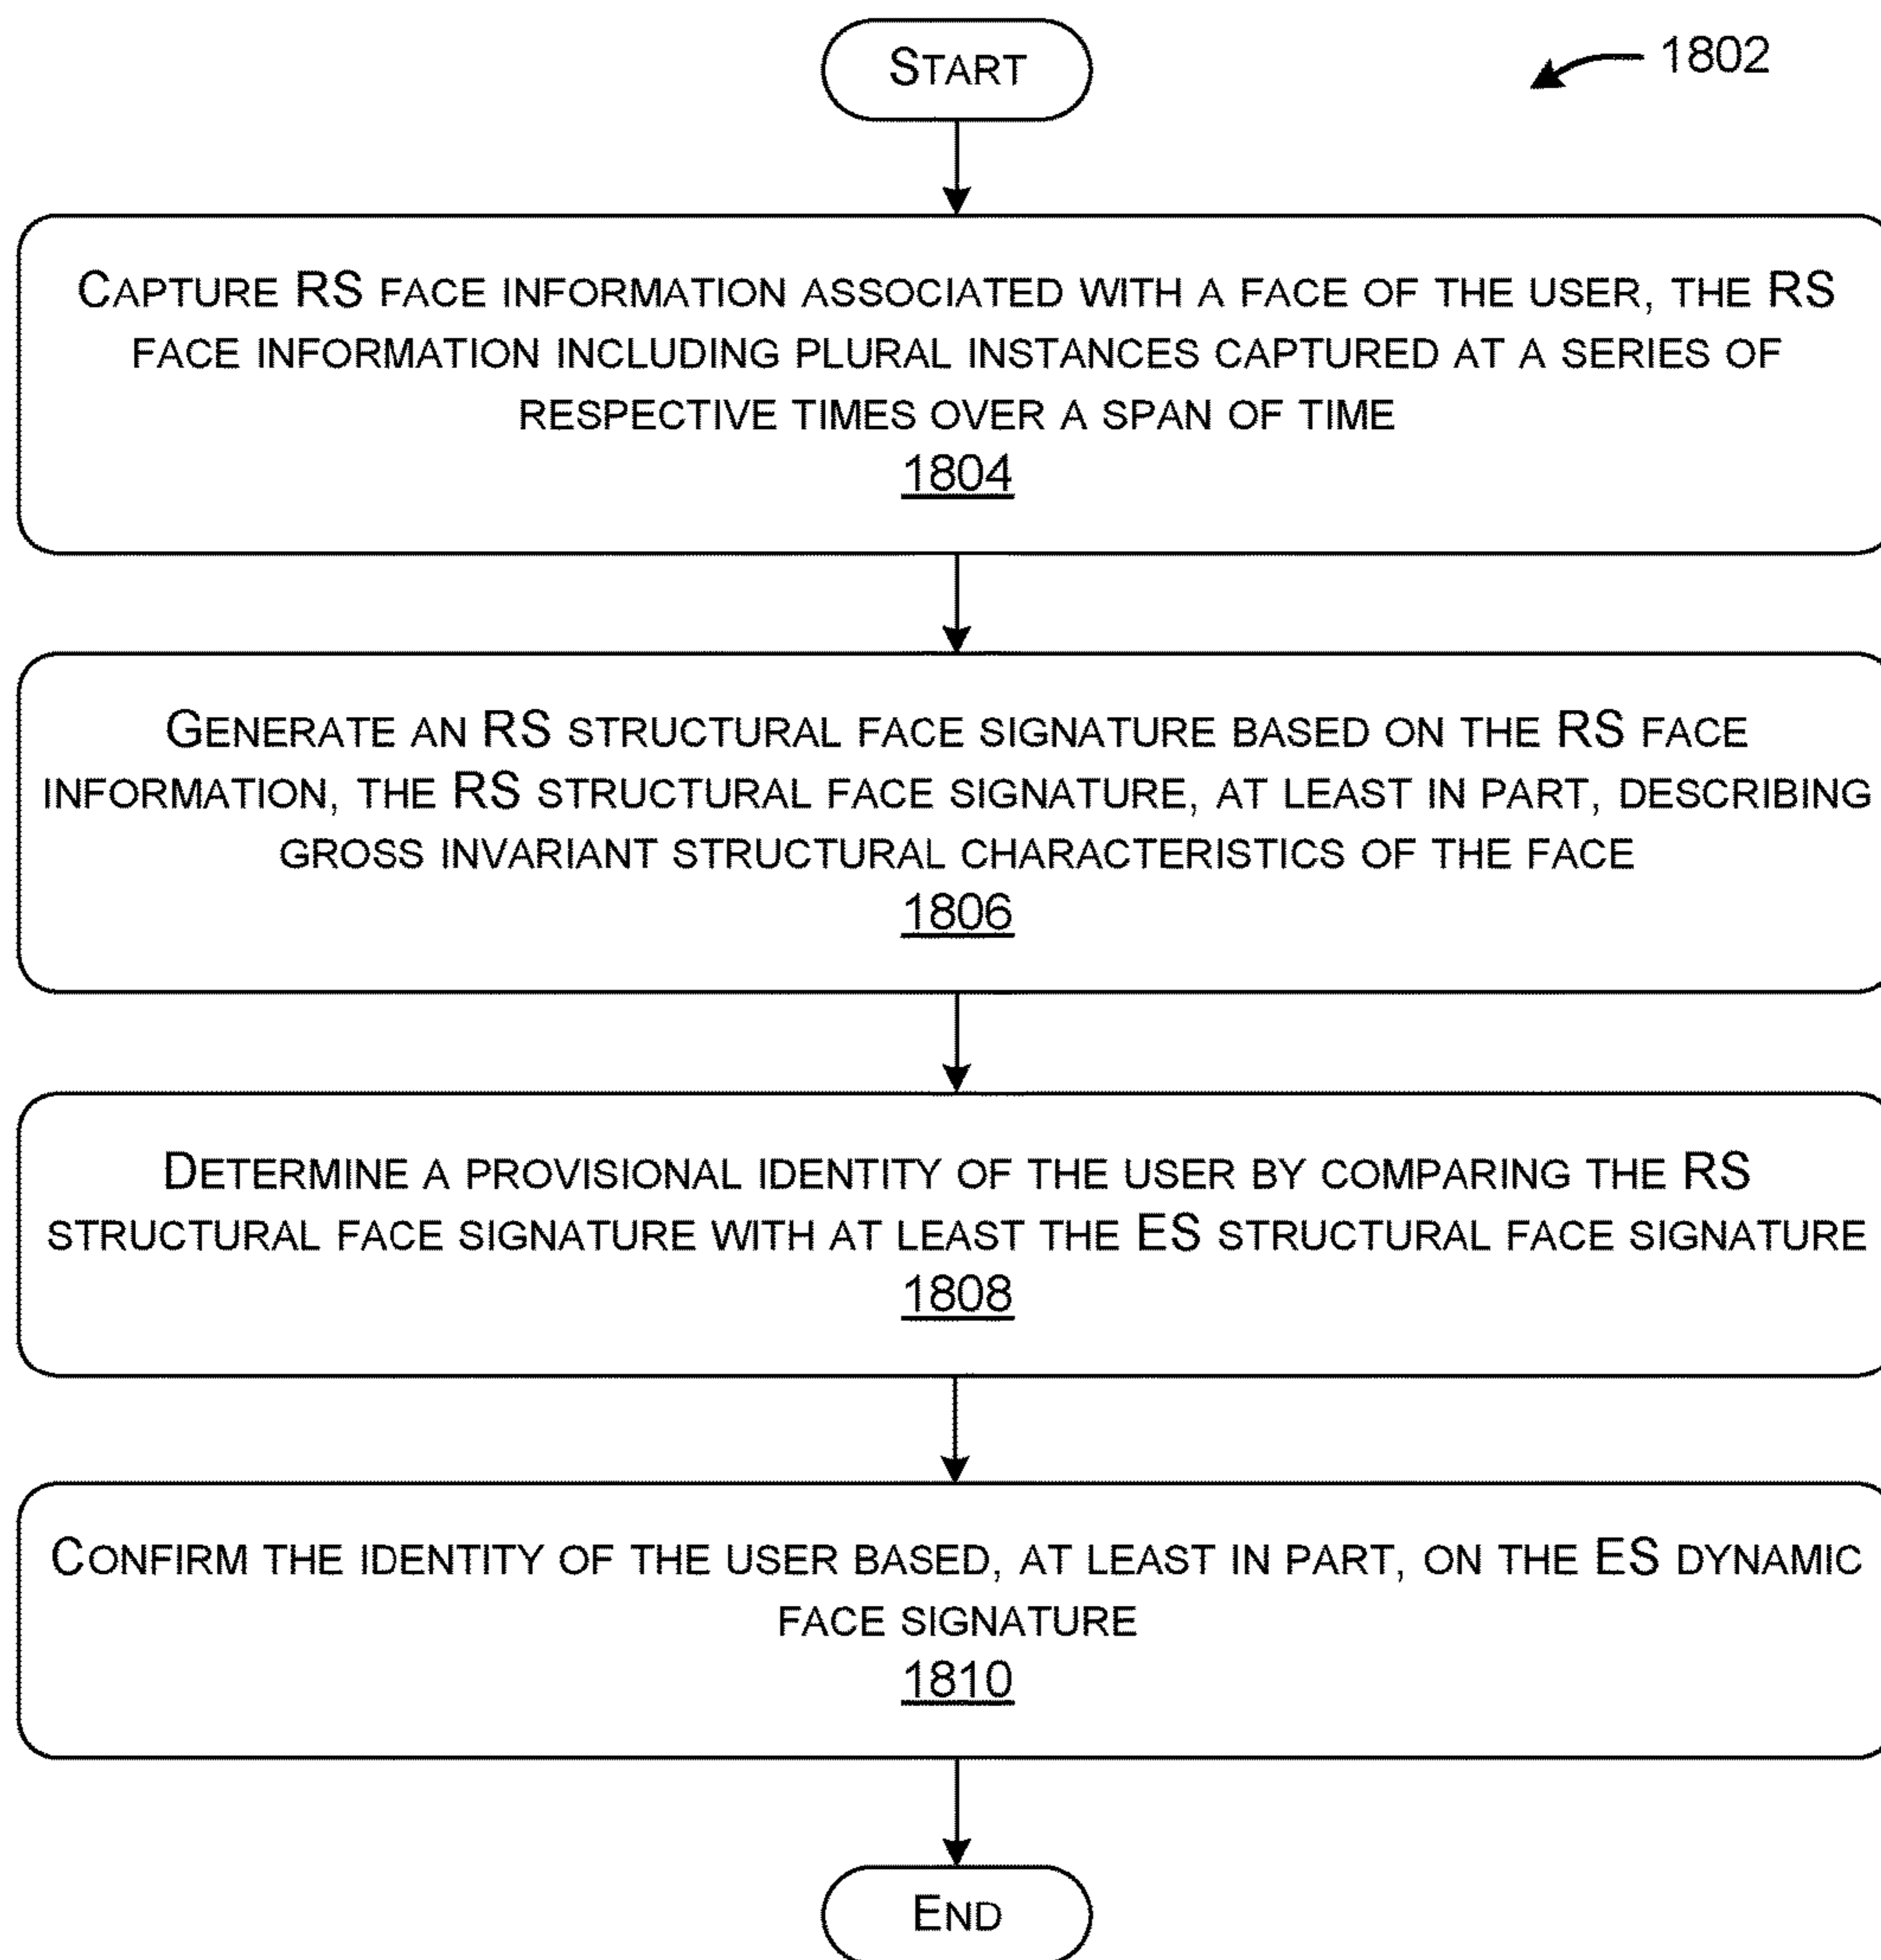 START
1802
CAPTURE RS FACE INFORMATION ASSOCIATED WITH A FACE OF THE USER, THE RS
FACE INFORMATION INCLUDING PLURAL INSTANCES CAPTURED AT A SERIES OF
RESPECTIVE TIMES OVER A SPAN OF TIME
1804
GENERATE AN RS STRUCTURAL FACE SIGNATURE BASED ON THE RS FACE
INFORMATION, THE RS STRUCTURAL FACE SIGNATURE, AT LEAST IN PART, DESCRIBING
GROSS INVARIANT STRUCTURAL CHARACTERISTICS OF THE FACE
1806
DETERMINE A PROVISIONAL IDENTITY OF THE USER BY COMPARING THE RS
STRUCTURAL FACE SIGNATURE WITH AT LEAST THE ES STRUCTURAL FACE SIGNATURE
1808
CONFIRM THE IDENTITY OF THE USER BASED, AT LEAST IN PART, ON THE ES DYNAMIC
FACE SIGNATURE
1810
END